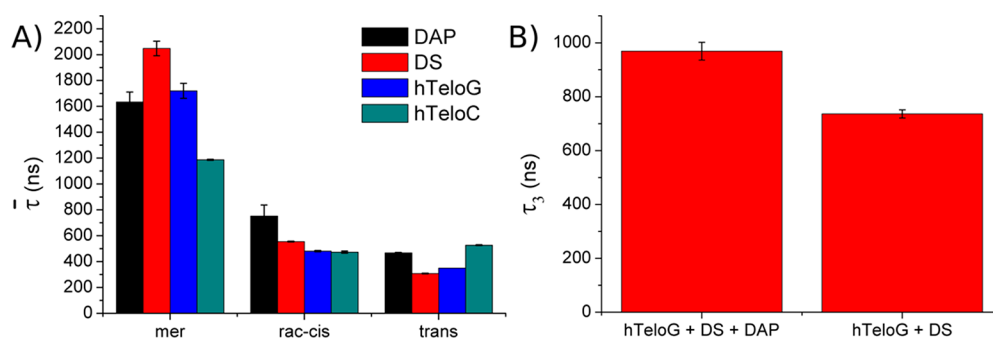 A)
τ̄ (ns)
2200
2000
1800
1600
1400
1200
1000
800
600
400
200
0
DAP
DS
hTeloG
hTeloC
mer rac-cis trans
B)
τ3 (ns)
1000
800
600
400
200
0
hTeloG + DS + DAP hTeloG + DS